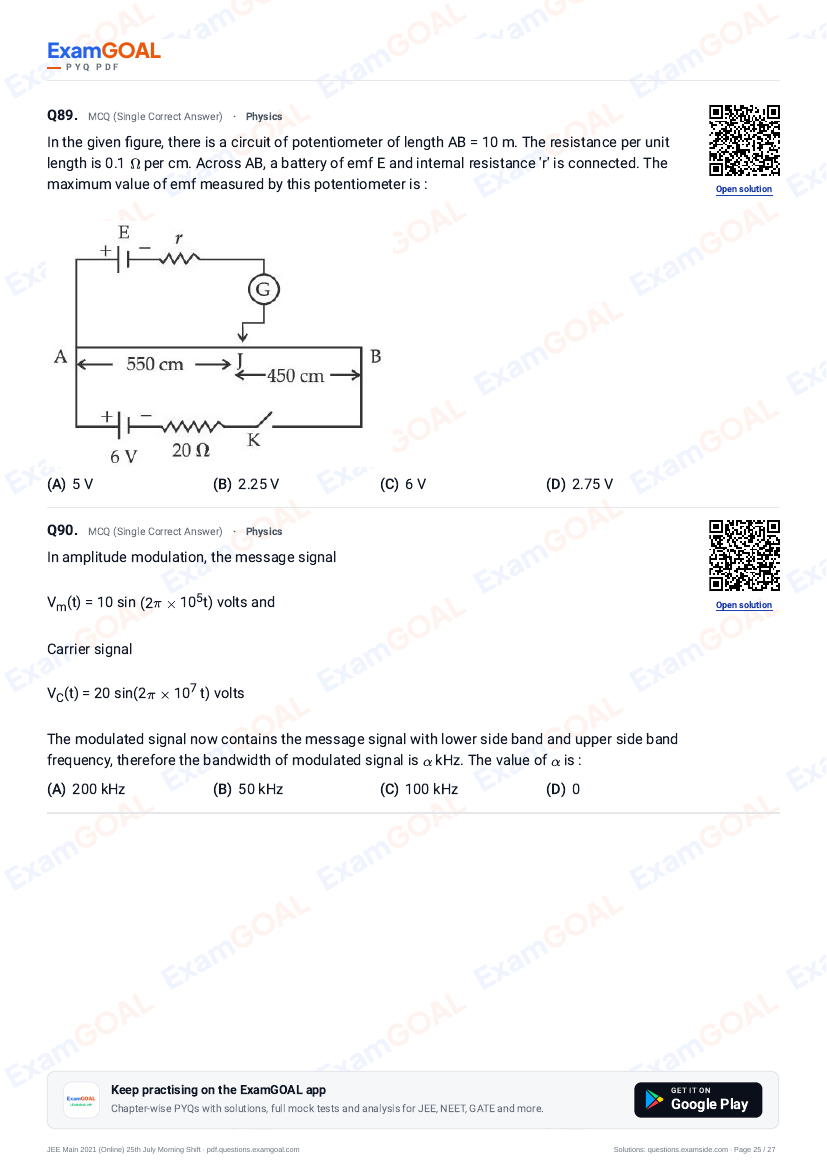 ExamGOAL
PYQ PDF
Q89. MCQ (Single Correct Answer) · Physics
In the given figure, there is a circuit of potentiometer of length AB = 10 m. The resistance per unit
length is 0.1 Ω per cm. Across AB, a battery of emf E and internal resistance 'r' is connected. The
maximum value of emf measured by this potentiometer is :
Open solution
E
+ − r
G
A 550 cm J B
450 cm
+ −
6 V 20 Ω K
(A) 5 V (B) 2.25 V (C) 6 V (D) 2.75 V
Q90. MCQ (Single Correct Answer) · Physics
In amplitude modulation, the message signal
Open solution
Vm(t) = 10 sin (2π × 10⁵t) volts and
Carrier signal
VC(t) = 20 sin(2π × 10⁷ t) volts
The modulated signal now contains the message signal with lower side band and upper side band
frequency, therefore the bandwidth of modulated signal is α kHz. The value of α is :
(A) 200 kHz (B) 50 kHz (C) 100 kHz (D) 0
Keep practising on the ExamGOAL app
Chapter-wise PYQs with solutions, full mock tests and analysis for JEE, NEET, GATE and more.
GET IT ON
Google Play
JEE Main 2021 (Online) 25th July Morning Shift · pdf.questions.examgoal.com
Solutions: questions.examside.com · Page 25 / 27